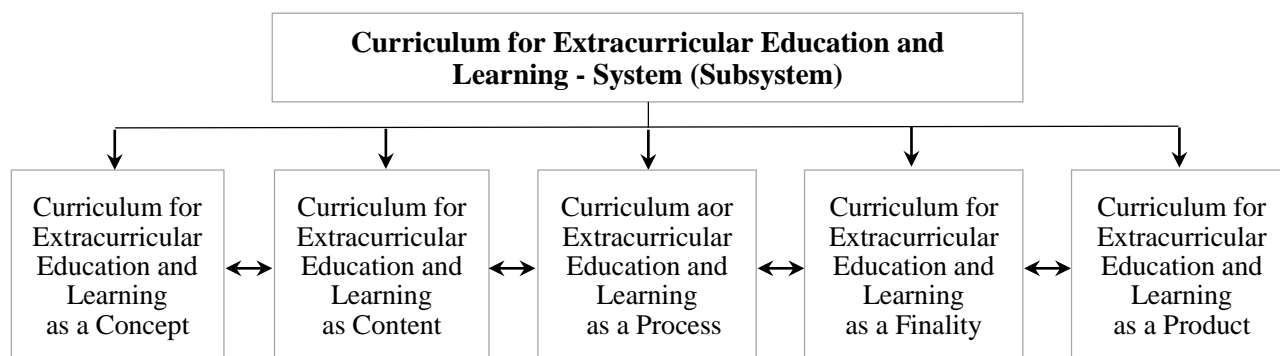 Curriculum for Extracurricular Education and
Learning - System (Subsystem)
Curriculum for
Extracurricular
Education and
Learning
as a Concept
Curriculum for
Extracurricular
Education and
Learning
as Content
Curriculum aor
Extracurricular
Education and
Learning
as a Process
Curriculum for
Extracurricular
Education and
Learning
as a Finality
Curriculum for
Extracurricular
Education and
Learning
as a Product